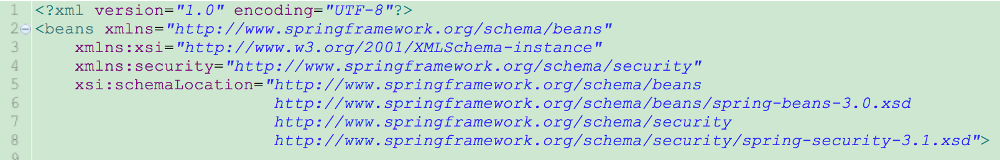 1 <?xml version="1.0" encoding="UTF-8"?>
2 <beans xmlns="http://www.springframework.org/schema/beans"
3 xmlns:xsi="http://www.w3.org/2001/XMLSchema-instance"
4 xmlns:security="http://www.springframework.org/schema/security"
5 xsi:schemaLocation="http://www.springframework.org/schema/beans
6 http://www.springframework.org/schema/beans/spring-beans-3.0.xsd
7 http://www.springframework.org/schema/security
8 http://www.springframework.org/schema/security/spring-security-3.1.xsd">
9